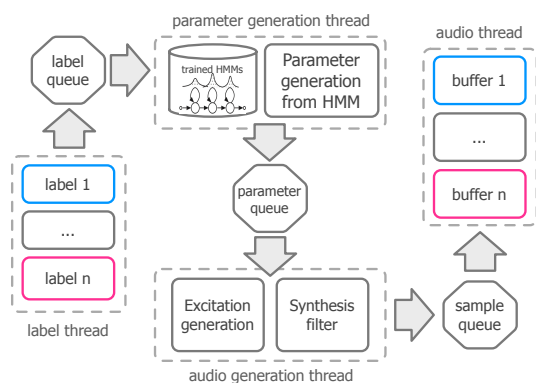 parameter generation thread
audio thread
label
queue
trained HMMs
Parameter
generation
from HMM
buffer 1
...
buffer n
label 1
...
label n
label thread
parameter
queue
Excitation
generation
Synthesis
filter
audio generation thread
sample
queue